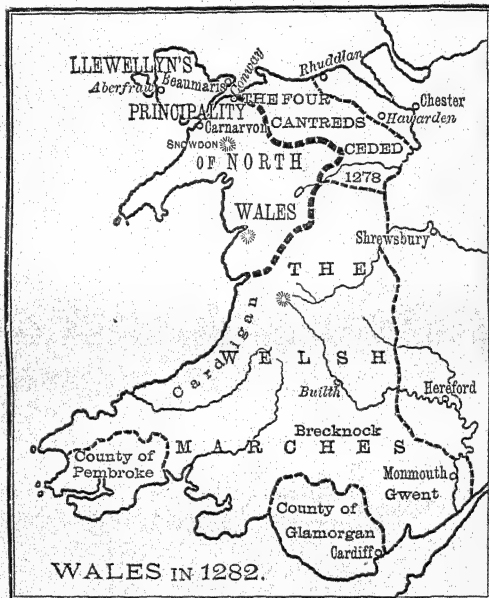 LLEWELLYN'S
Aberfraw
Beaumaris
Conway
Rhuddlan
PRINCIPALITY
THE FOUR
Chester
Carnarvon
CANTREDS
Hawarden
SNOWDON
CEDED
OF NORTH
1278
WALES
Shrewsbury
THE
Cardigan
WELSH
Builth
Hereford
Brecknock
MARCHES
County of
Pembroke
Monmouth
Gwent
County of
Glamorgan
Cardiff
WALES IN 1282.